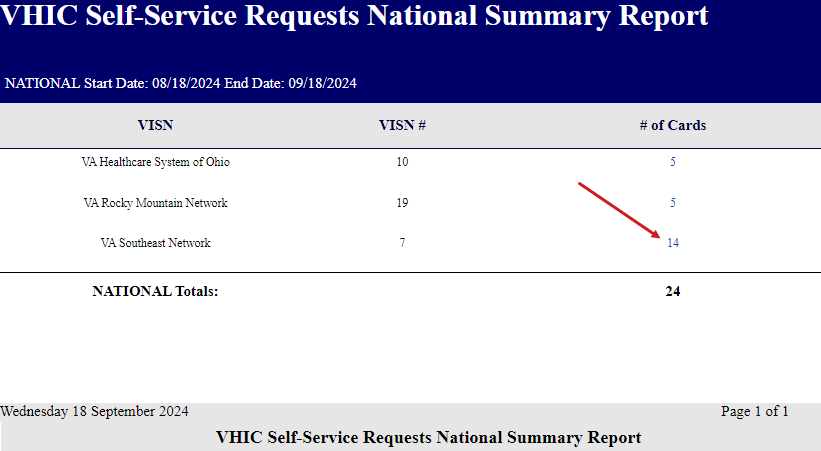 VHIC Self-Service Requests National Summary Report
NATIONAL Start Date: 08/18/2024 End Date: 09/18/2024
VISN VISN # # of Cards
VA Healthcare System of Ohio 10 5
VA Rocky Mountain Network 19 5
VA Southeast Network 7 14
NATIONAL Totals: 24
Wednesday 18 September 2024 Page 1 of 1
VHIC Self-Service Requests National Summary Report